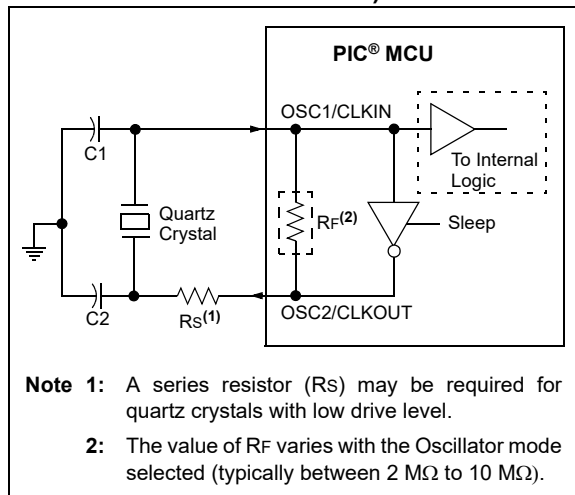 PIC® MCU
OSC1/CLKIN
C1
To Internal
Logic
Quartz
Crystal
RF(2)
Sleep
C2
RS(1)
OSC2/CLKOUT
Note 1: A series resistor (RS) may be required for
quartz crystals with low drive level.
2: The value of RF varies with the Oscillator mode
selected (typically between 2 MΩ to 10 MΩ).